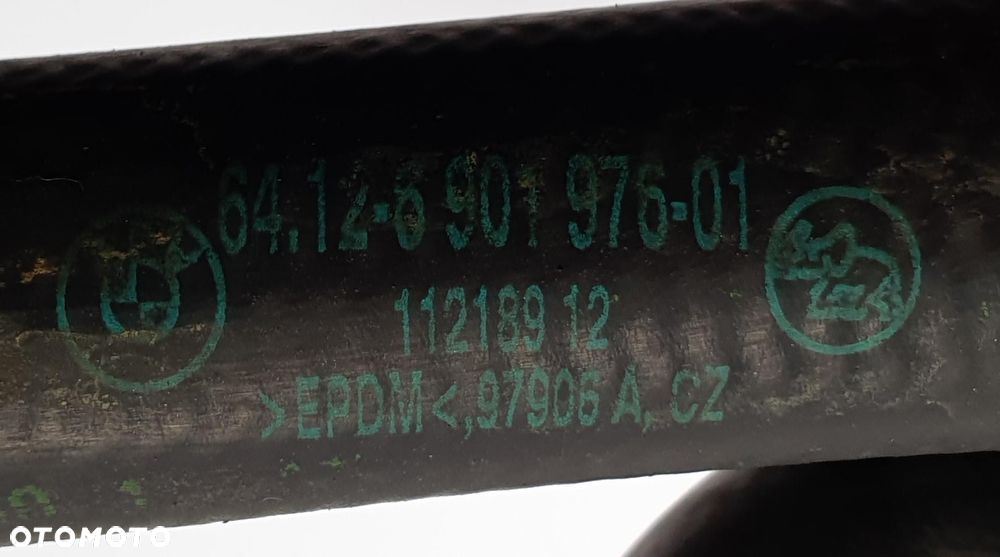 64.12-6 901 976-01
112189 12
>EPDM<,97906 A, CZ
OTOMOTO